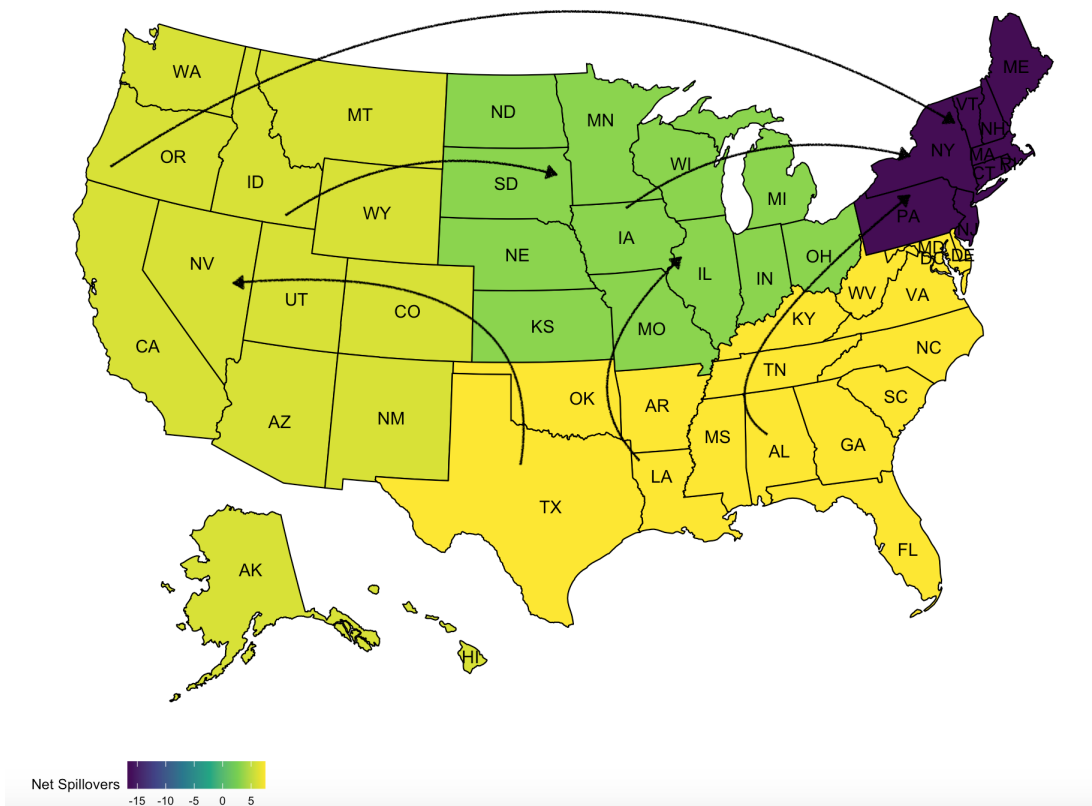 WA
ME
MT
ND
MN
VT
NH
OR
NY
MA
WI
RI
CT
ID
SD
MI
WY
PA
NJ
IA
NE
OH
MD
DC
DE
NV
IL
IN
UT
WV
VA
CO
KS
MO
KY
CA
NC
TN
OK
SC
AR
AZ
NM
MS
AL
GA
LA
TX
FL
AK
HI
Net Spillovers
-15 -10 -5 0 5